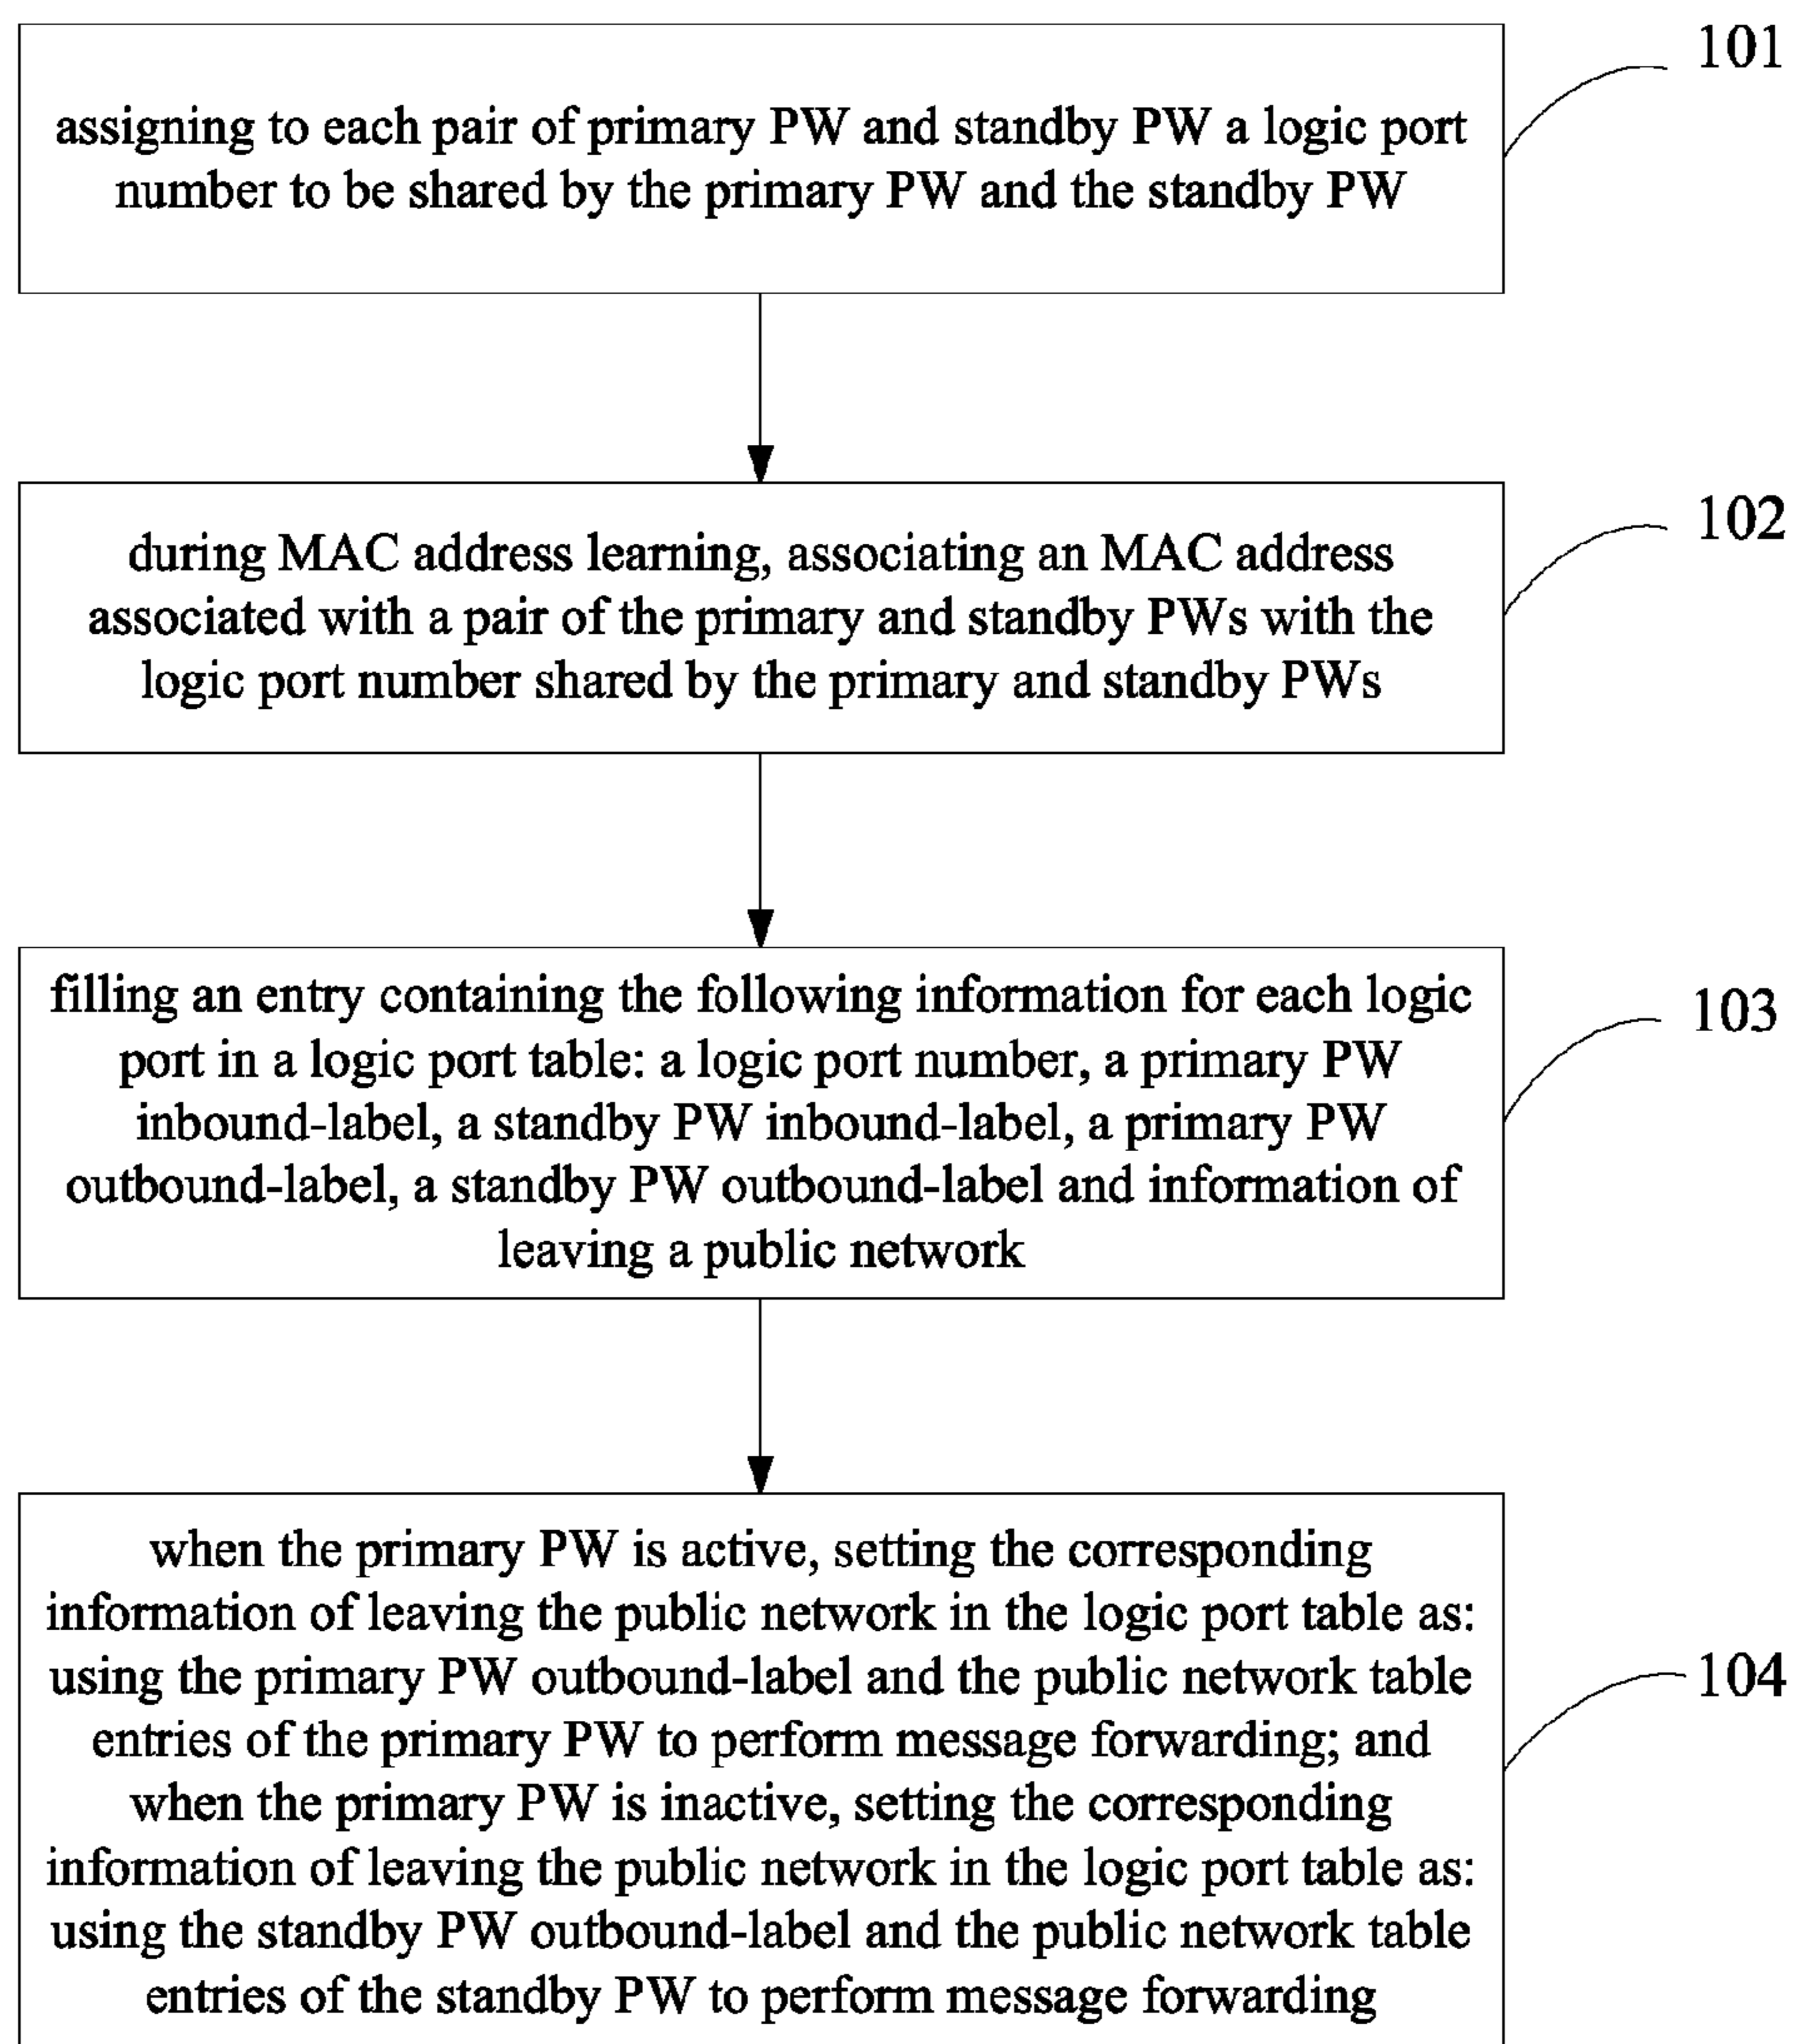 101
assigning to each pair of primary PW and standby PW a logic port
number to be shared by the primary PW and the standby PW
102
during MAC address learning, associating an MAC address
associated with a pair of the primary and standby PWs with the
logic port number shared by the primary and standby PWs
103
filling an entry containing the following information for each logic
port in a logic port table: a logic port number, a primary PW
inbound-label, a standby PW inbound-label, a primary PW
outbound-label, a standby PW outbound-label and information of
leaving a public network
104
when the primary PW is active, setting the corresponding
information of leaving the public network in the logic port table as:
using the primary PW outbound-label and the public network table
entries of the primary PW to perform message forwarding; and
when the primary PW is inactive, setting the corresponding
information of leaving the public network in the logic port table as:
using the standby PW outbound-label and the public network table
entries of the standby PW to perform message forwarding